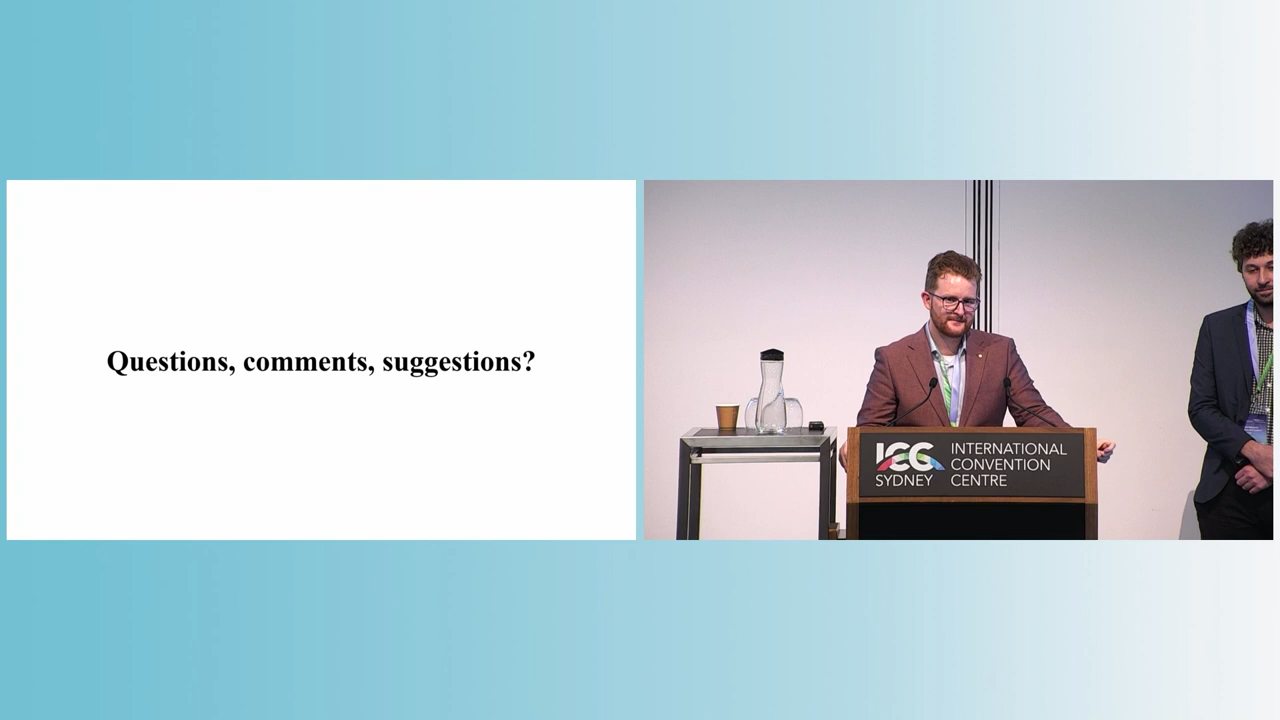 Questions, comments, suggestions?
ICC
SYDNEY
INTERNATIONAL
CONVENTION
CENTRE